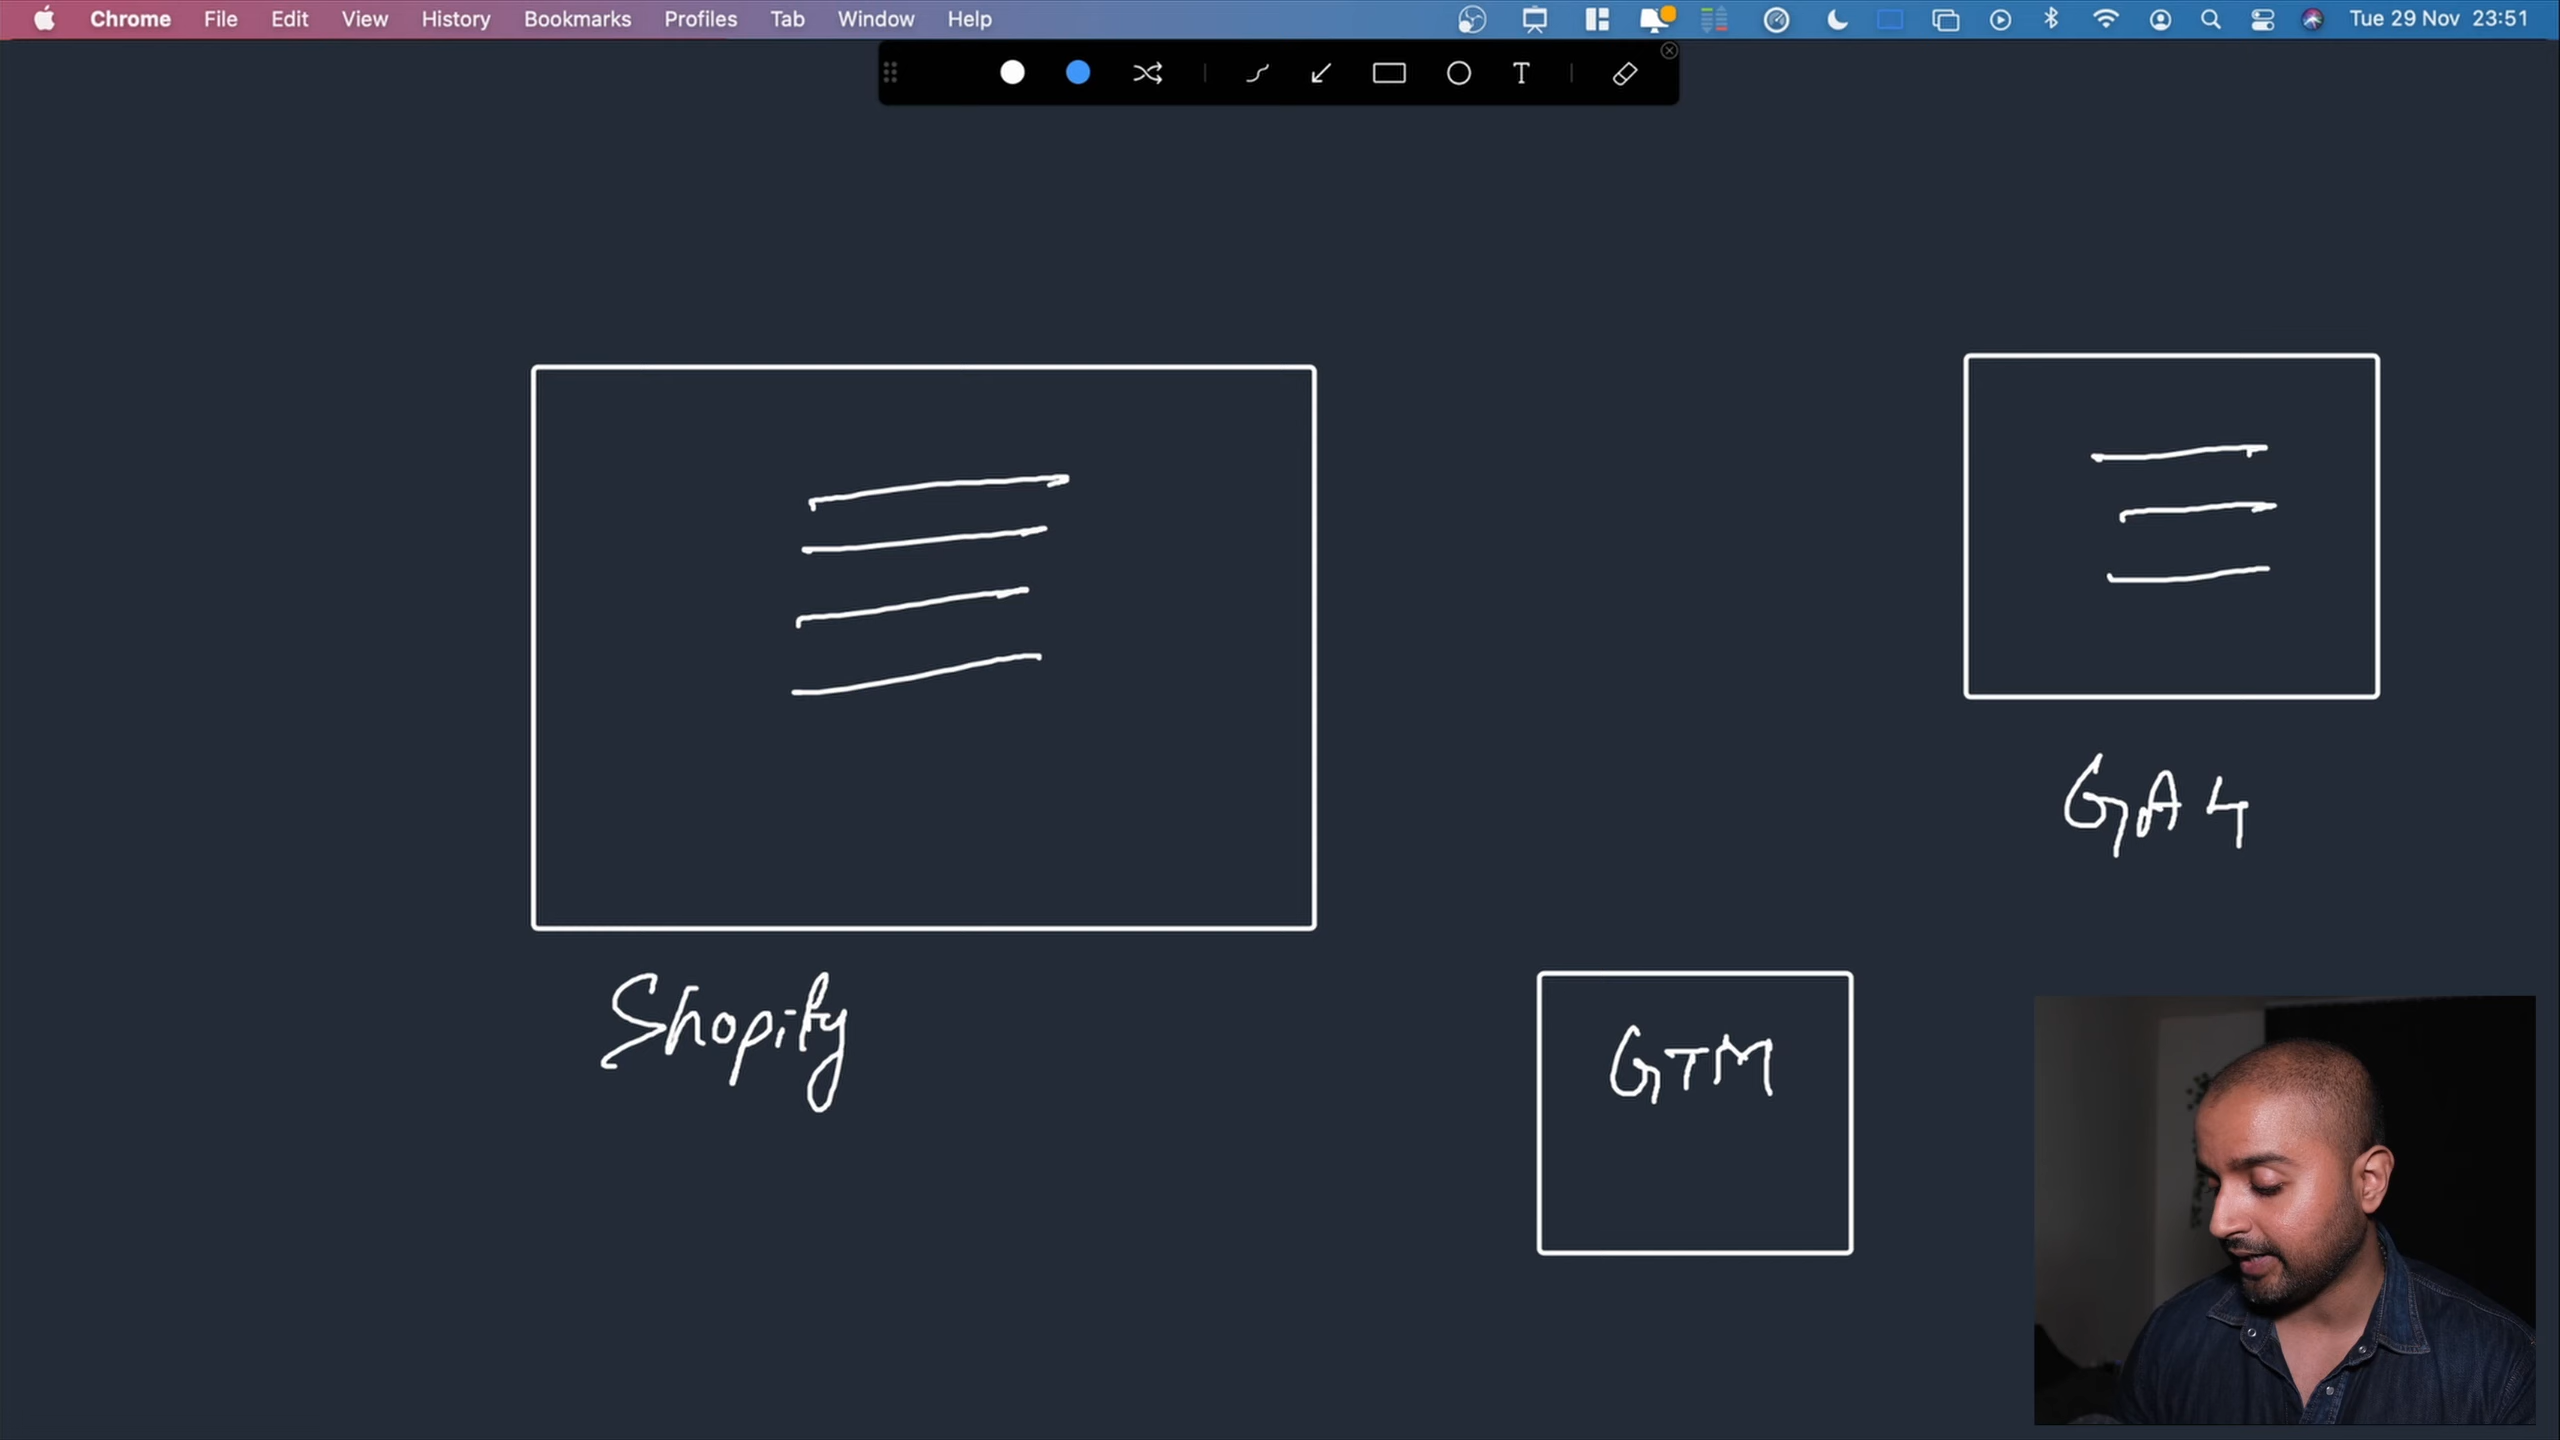 Chrome File Edit View History Bookmarks Profiles Tab Window Help Tue 29 Nov 23:51
T
GA4
Shopify
GTM